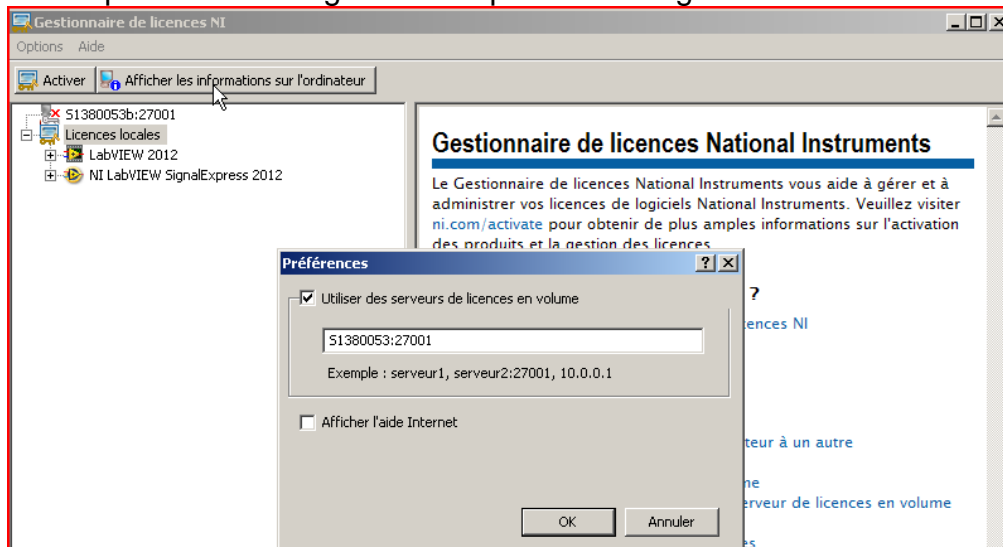 Gestionnaire de licences NI
Options Aide
Activer Afficher les informations sur l'ordinateur
S1380053b:27001
Licences locales
LabVIEW 2012
NI LabVIEW SignalExpress 2012
Gestionnaire de licences National Instruments
Le Gestionnaire de licences National Instruments vous aide à gérer et à
administrer vos licences de logiciels National Instruments. Veuillez visiter
ni.com/activate pour obtenir de plus amples informations sur l'activation
des produits et la gestion des licences
Préférences
?
Utiliser des serveurs de licences en volume
cences NI
S1380053:27001
Exemple : serveur1, serveur2:27001, 10.0.0.1
Afficher l'aide Internet
teur à un autre
ne
erveur de licences en volume
OK Annuler
es